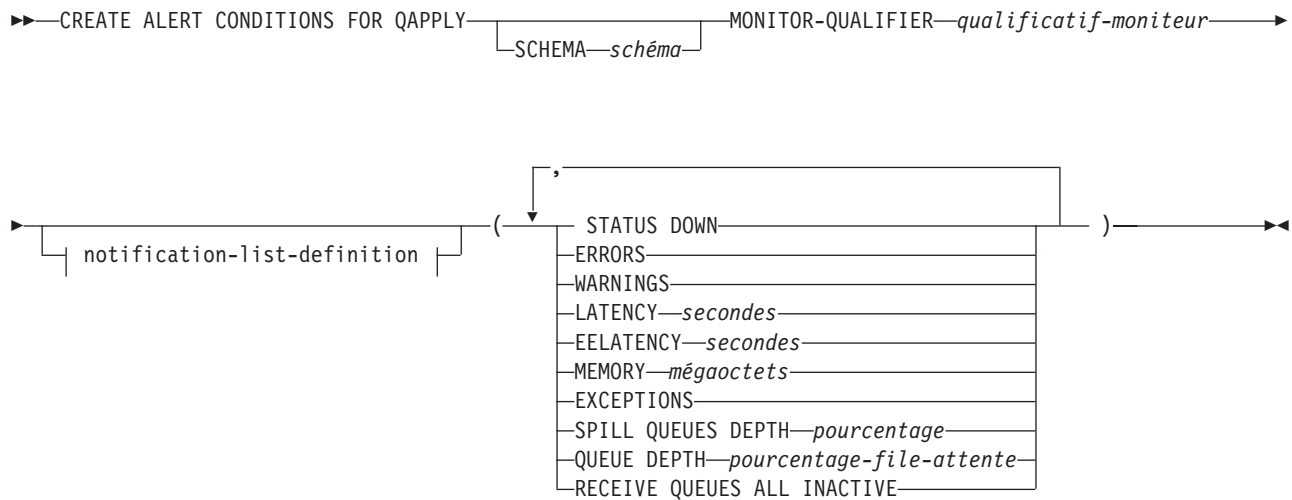 CREATE ALERT CONDITIONS FOR QAPPLY MONITOR-QUALIFIER qualificatif-moniteur
SCHEMA schéma
,
( STATUS DOWN )
notification-list-definition
ERRORS
WARNINGS
LATENCY secondes
EELATENCY secondes
MEMORY mégaoctets
EXCEPTIONS
SPILL QUEUES DEPTH pourcentage
QUEUE DEPTH pourcentage-file-attente
RECEIVE QUEUES ALL INACTIVE